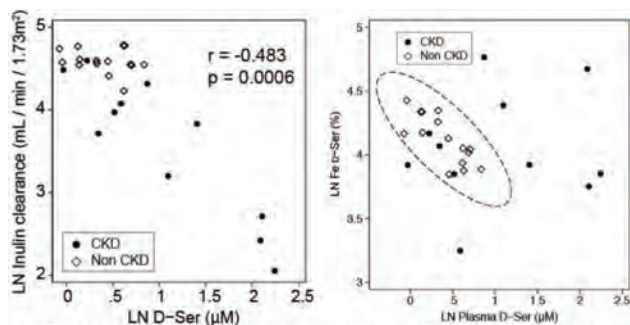 LN Inulin clearance (mL / min / 1.73m²)
5
4
3
2
r = -0.483
p = 0.0006
CKD
Non CKD
0 .5 1 1.5 2 2.5
LN D–Ser (µM)
LN Fe D-Ser (%)
5
4.5
4
3.5
3
CKD
Non CKD
0 .5 1 1.5 2 2.5
LN Plasma D–Ser (µM)